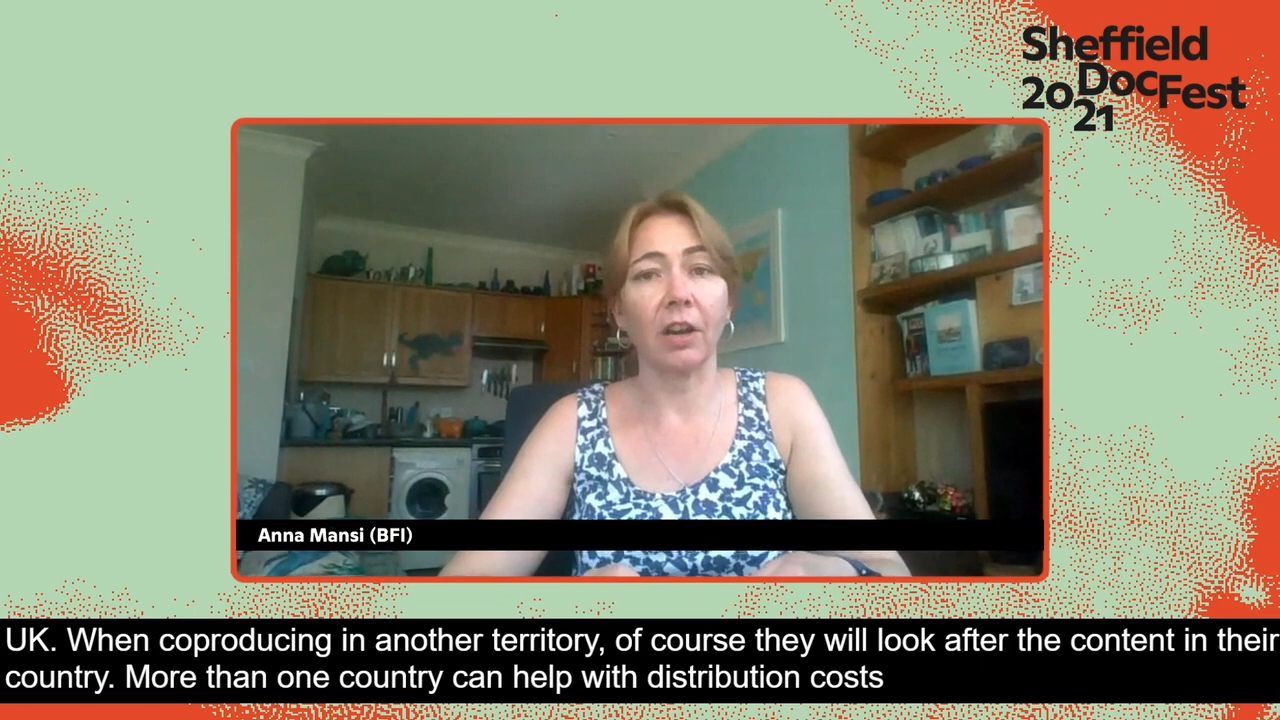 Sheffield
DocFest
2021
Anna Mansi (BFI)
UK. When coproducing in another territory, of course they will look after the content in their
country. More than one country can help with distribution costs